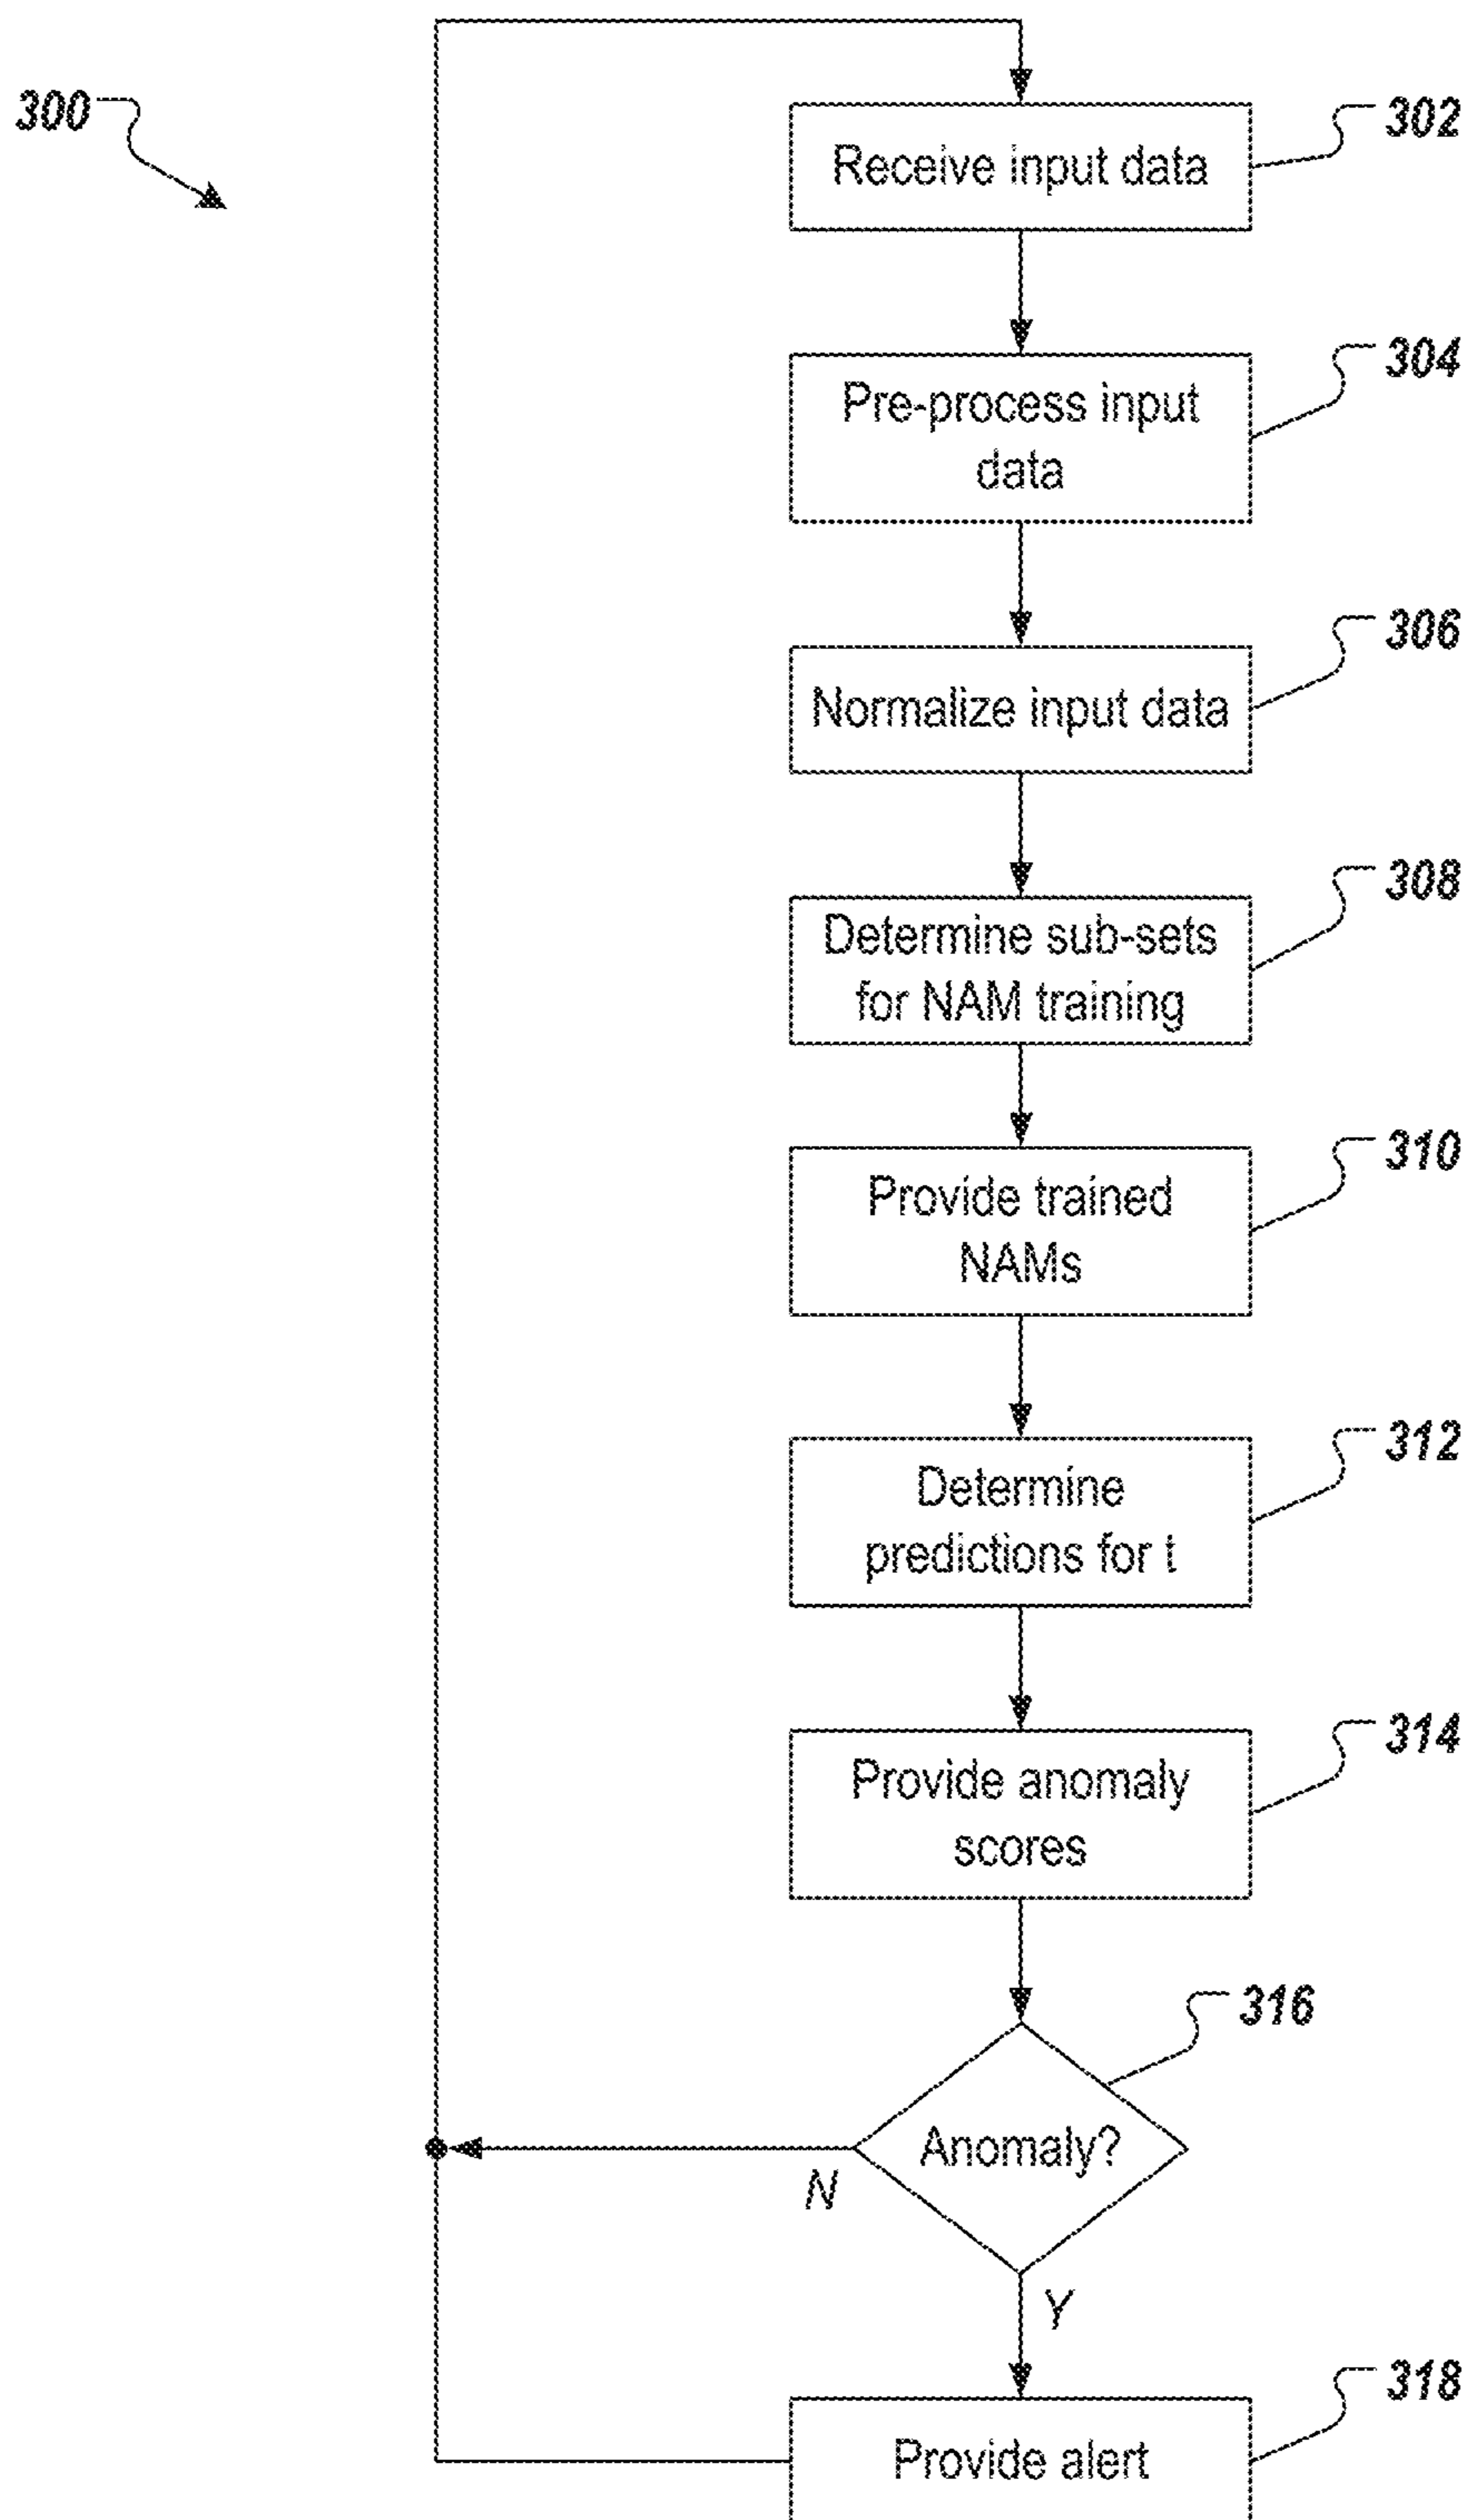 300
302
Receive input data
304
Pre-process input
data
306
Normalize input data
308
Determine sub-sets
for NAM training
310
Provide trained
NAMs
312
Determine
predictions for t
314
Provide anomaly
scores
316
Anomaly?
N
Y
318
Provide alert